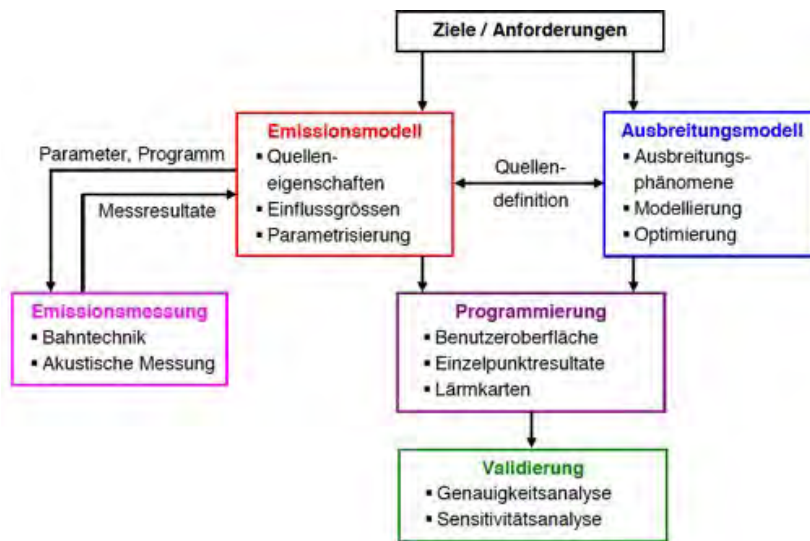 Ziele / Anforderungen
Emissionsmodell
▪ Quellen-
eigenschaften
▪ Einflussgrössen
▪ Parametrisierung
Parameter, Programm
Messresultate
Quellen-
definition
Ausbreitungsmodell
▪ Ausbreitungs-
phänomene
▪ Modellierung
▪ Optimierung
Emissionsmessung
▪ Bahntechnik
▪ Akustische Messung
Programmierung
▪ Benutzeroberfläche
▪ Einzelpunktresultate
▪ Lärmkarten
Validierung
▪ Genauigkeitsanalyse
▪ Sensitivitätsanalyse